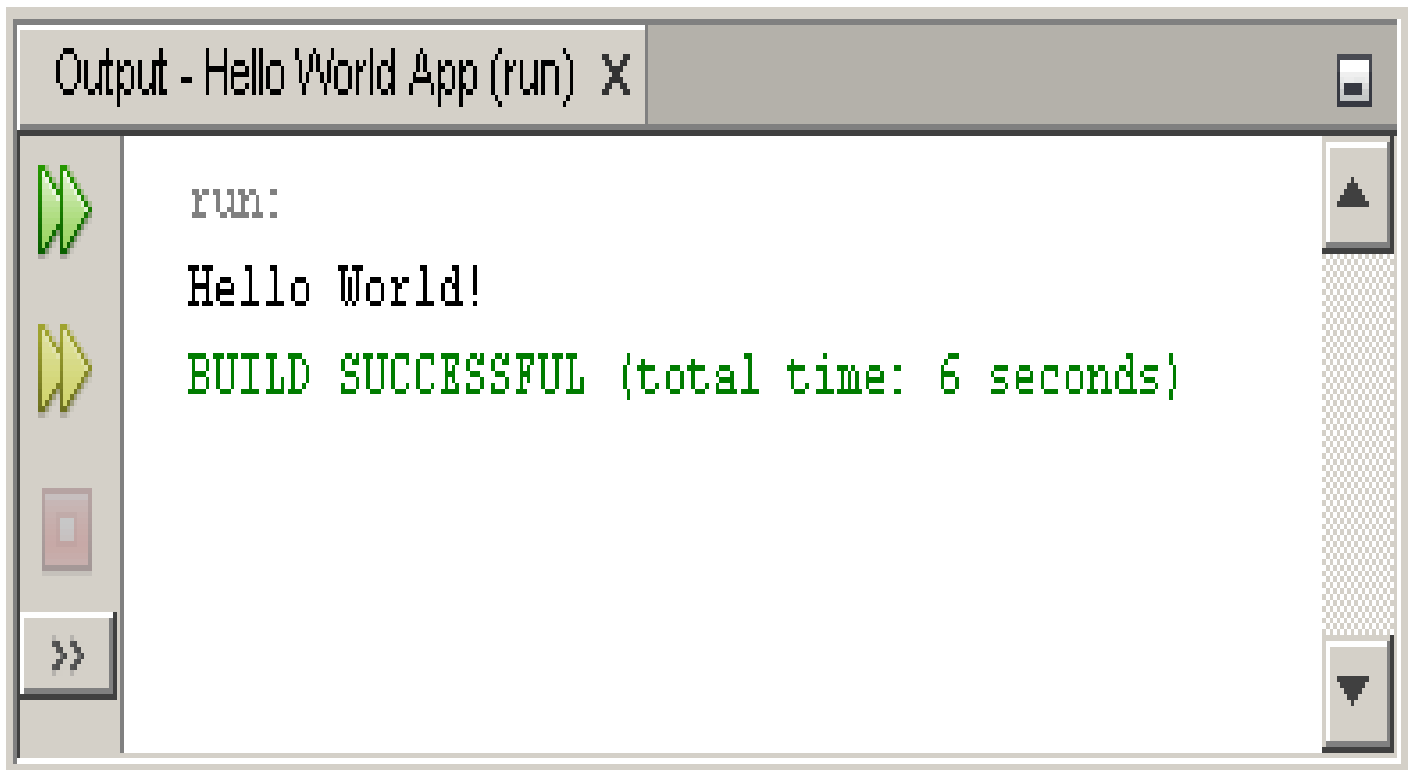 Output - Hello World App (run) X
run:
Hello World!
BUILD SUCCESSFUL (total time: 6 seconds)